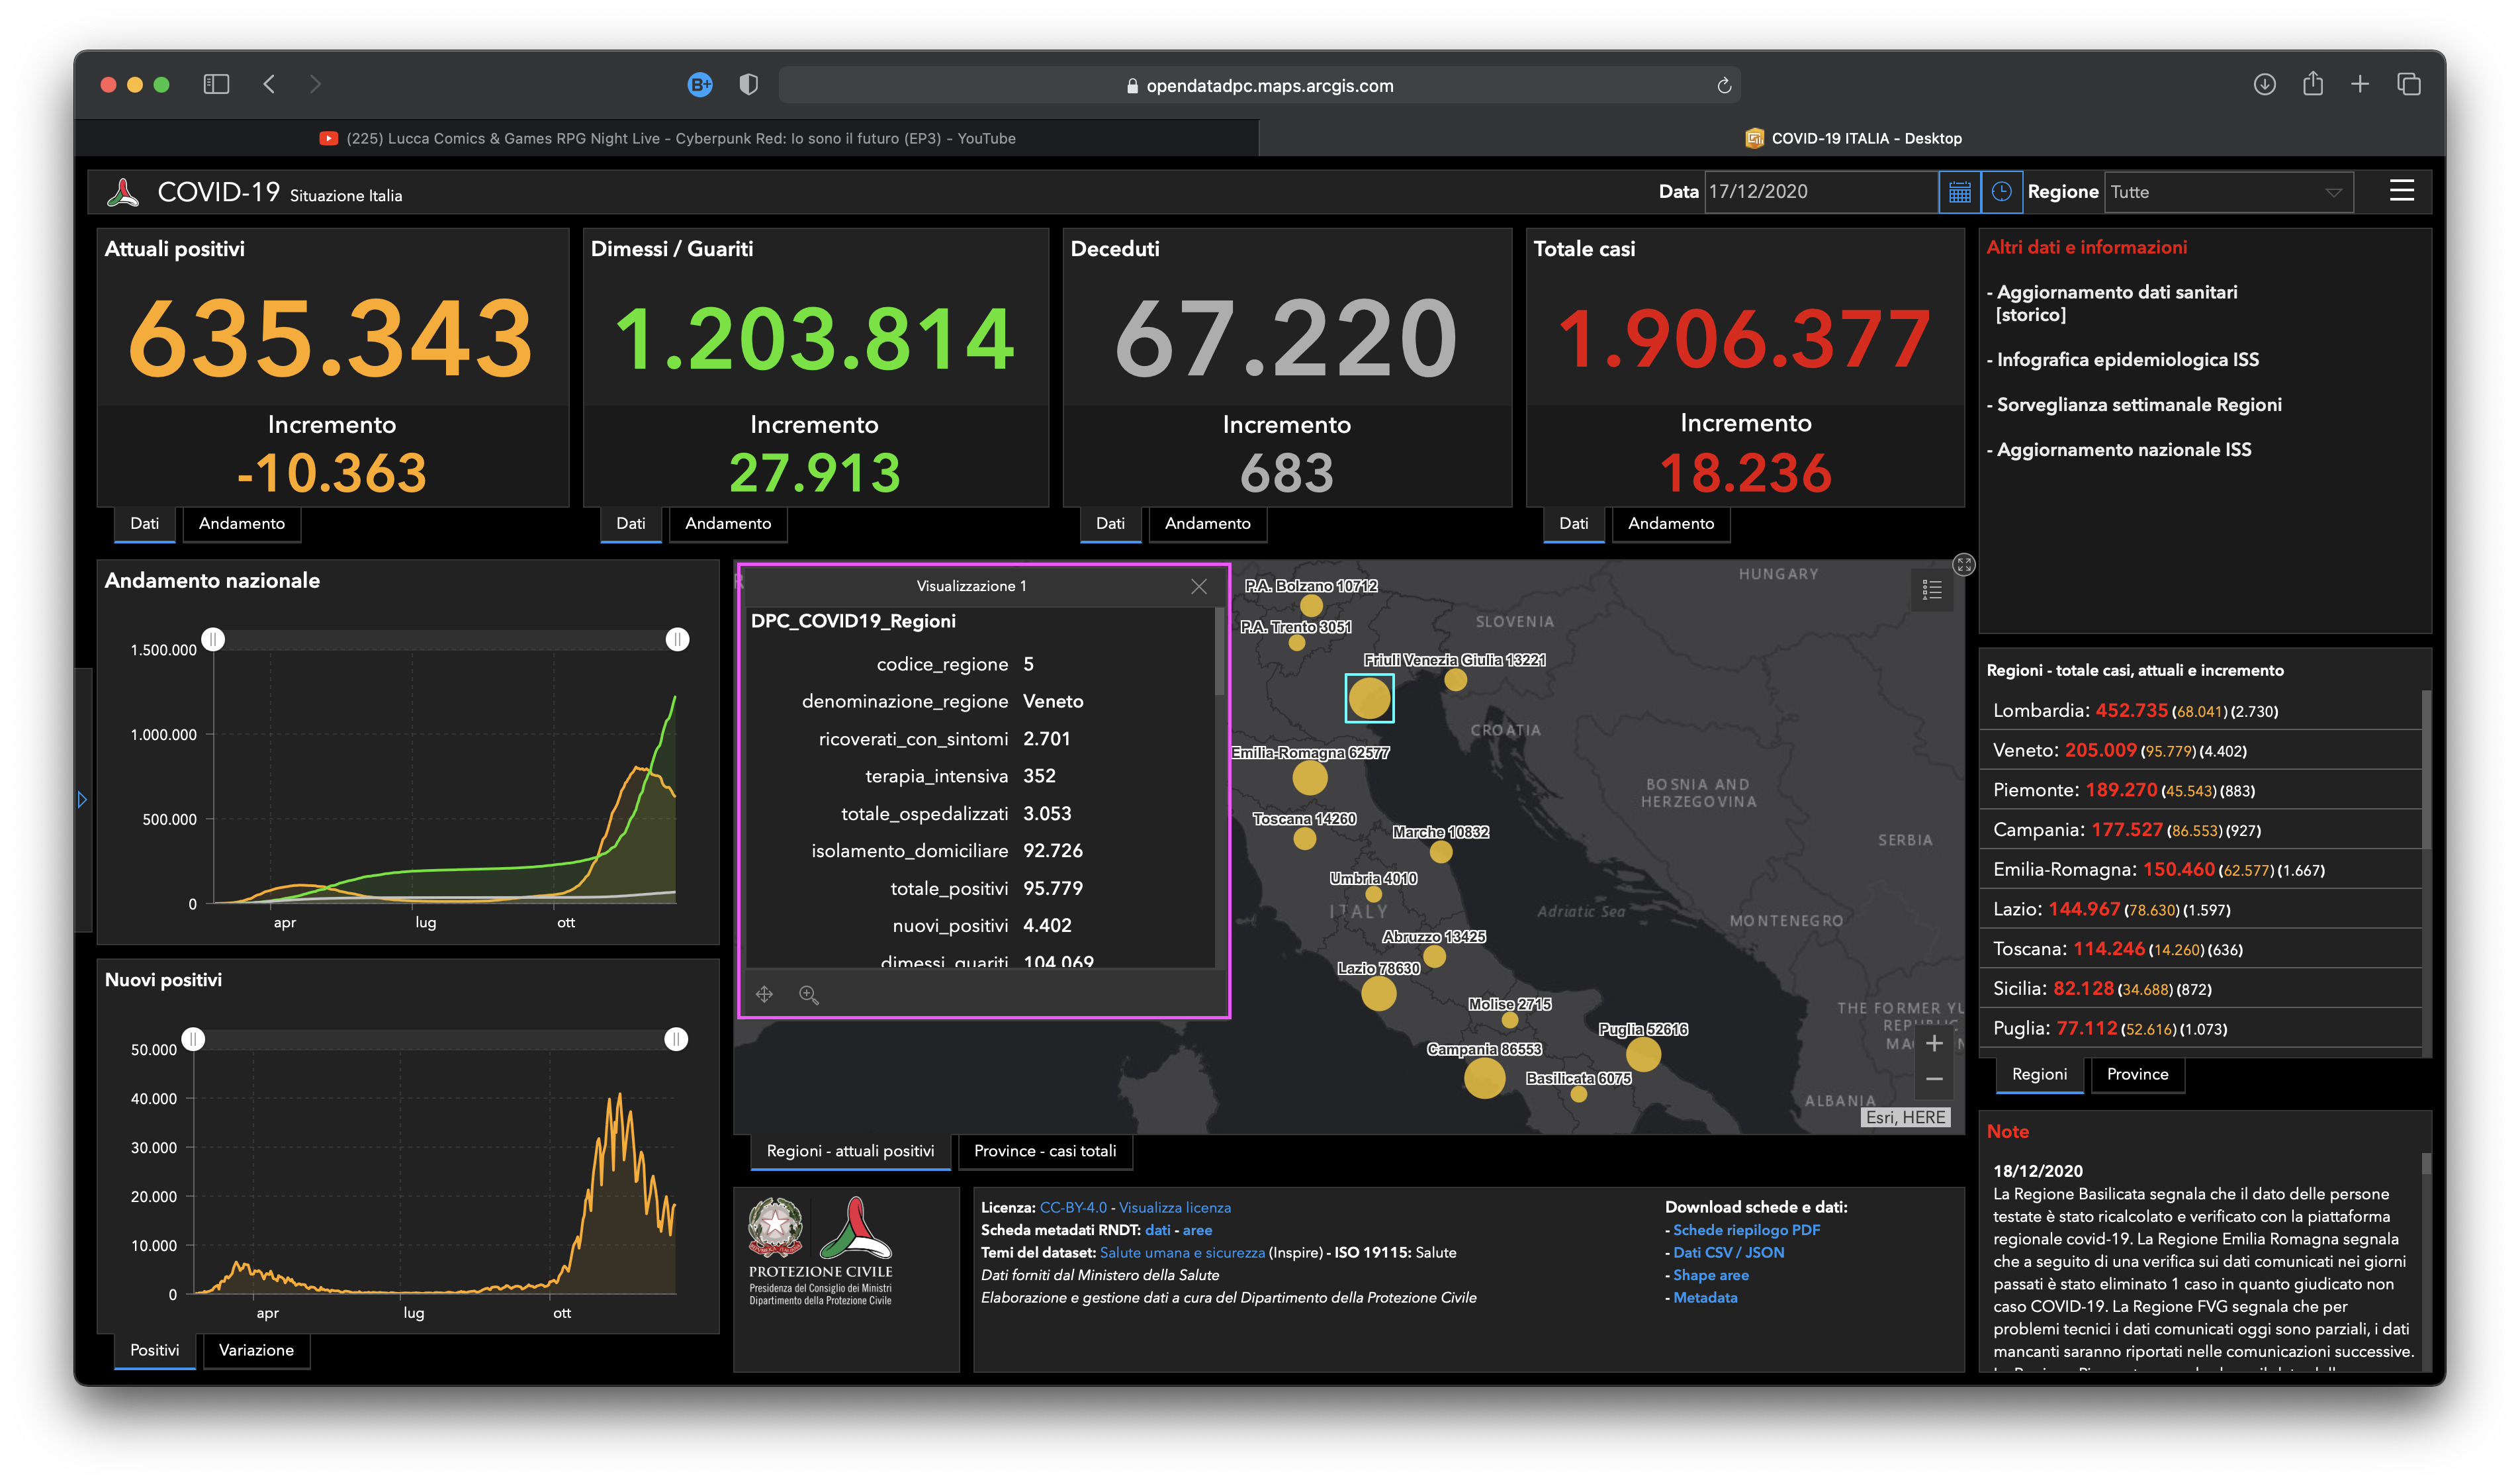 opendatadpc.maps.arcgis.com
(225) Lucca Comics & Games RPG Night Live - Cyberpunk Red: Io sono il futuro (EP3) - YouTube
COVID-19 ITALIA - Desktop
COVID-19 Situazione Italia
Data 17/12/2020
Regione Tutte
Attuali positivi
635.343
Incremento
-10.363
Dati Andamento
Dimessi / Guariti
1.203.814
Incremento
27.913
Dati Andamento
Deceduti
67.220
Incremento
683
Dati Andamento
Totale casi
1.906.377
Incremento
18.236
Dati Andamento
Altri dati e informazioni
- Aggiornamento dati sanitari
[storico]
- Infografica epidemiologica ISS
- Sorveglianza settimanale Regioni
- Aggiornamento nazionale ISS
Andamento nazionale
1.500.000
1.000.000
500.000
0
apr lug ott
Nuovi positivi
50.000
40.000
30.000
20.000
10.000
0
apr lug ott
Positivi Variazione
Visualizzazione 1
DPC_COVID19_Regioni
codice_regione 5
denominazione_regione Veneto
ricoverati_con_sintomi 2.701
terapia_intensiva 352
totale_ospedalizzati 3.053
isolamento_domiciliare 92.726
totale_positivi 95.779
nuovi_positivi 4.402
dimessi_guariti 104.069
HUNGARY
P.A. Bolzano 10712
SLOVENIA
P.A. Trento 3051
Friuli Venezia Giulia 13221
CROATIA
Emilia-Romagna 62577
BOSNIA AND
HERZEGOVINA
Toscana 14260
Marche 10832
SERBIA
Umbria 4010
ITALY
Adriatic Sea
MONTENEGRO
Abruzzo 13425
Lazio 78630
Molise 2715
THE FORMER YU
Puglia 52616
Campania 86553
Basilicata 6075
ALBANIA
Esri, HERE
Regioni - attuali positivi Province - casi totali
Regioni - totale casi, attuali e incremento
Lombardia: 452.735 (68.041) (2.730)
Veneto: 205.009 (95.779) (4.402)
Piemonte: 189.270 (45.543) (883)
Campania: 177.527 (86.553) (927)
Emilia-Romagna: 150.460 (62.577) (1.667)
Lazio: 144.967 (78.630) (1.597)
Toscana: 114.246 (14.260) (636)
Sicilia: 82.128 (34.688) (872)
Puglia: 77.112 (52.616) (1.073)
Regioni Province
PROTEZIONE CIVILE
Presidenza del Consiglio dei Ministri
Dipartimento della Protezione Civile
Licenza: CC-BY-4.0 - Visualizza licenza
Scheda metadati RNDT: dati - aree
Temi del dataset: Salute umana e sicurezza (Inspire) - ISO 19115: Salute
Dati forniti dal Ministero della Salute
Elaborazione e gestione dati a cura del Dipartimento della Protezione Civile
Download schede e dati:
- Schede riepilogo PDF
- Dati CSV / JSON
- Shape aree
- Metadata
Note
18/12/2020
La Regione Basilicata segnala che il dato delle persone
testate è stato ricalcolato e verificato con la piattaforma
regionale covid-19. La Regione Emilia Romagna segnala
che a seguito di una verifica sui dati comunicati nei giorni
passati è stato eliminato 1 caso in quanto giudicato non
caso COVID-19. La Regione FVG segnala che per
problemi tecnici i dati comunicati oggi sono parziali, i dati
mancanti saranno riportati nelle comunicazioni successive.